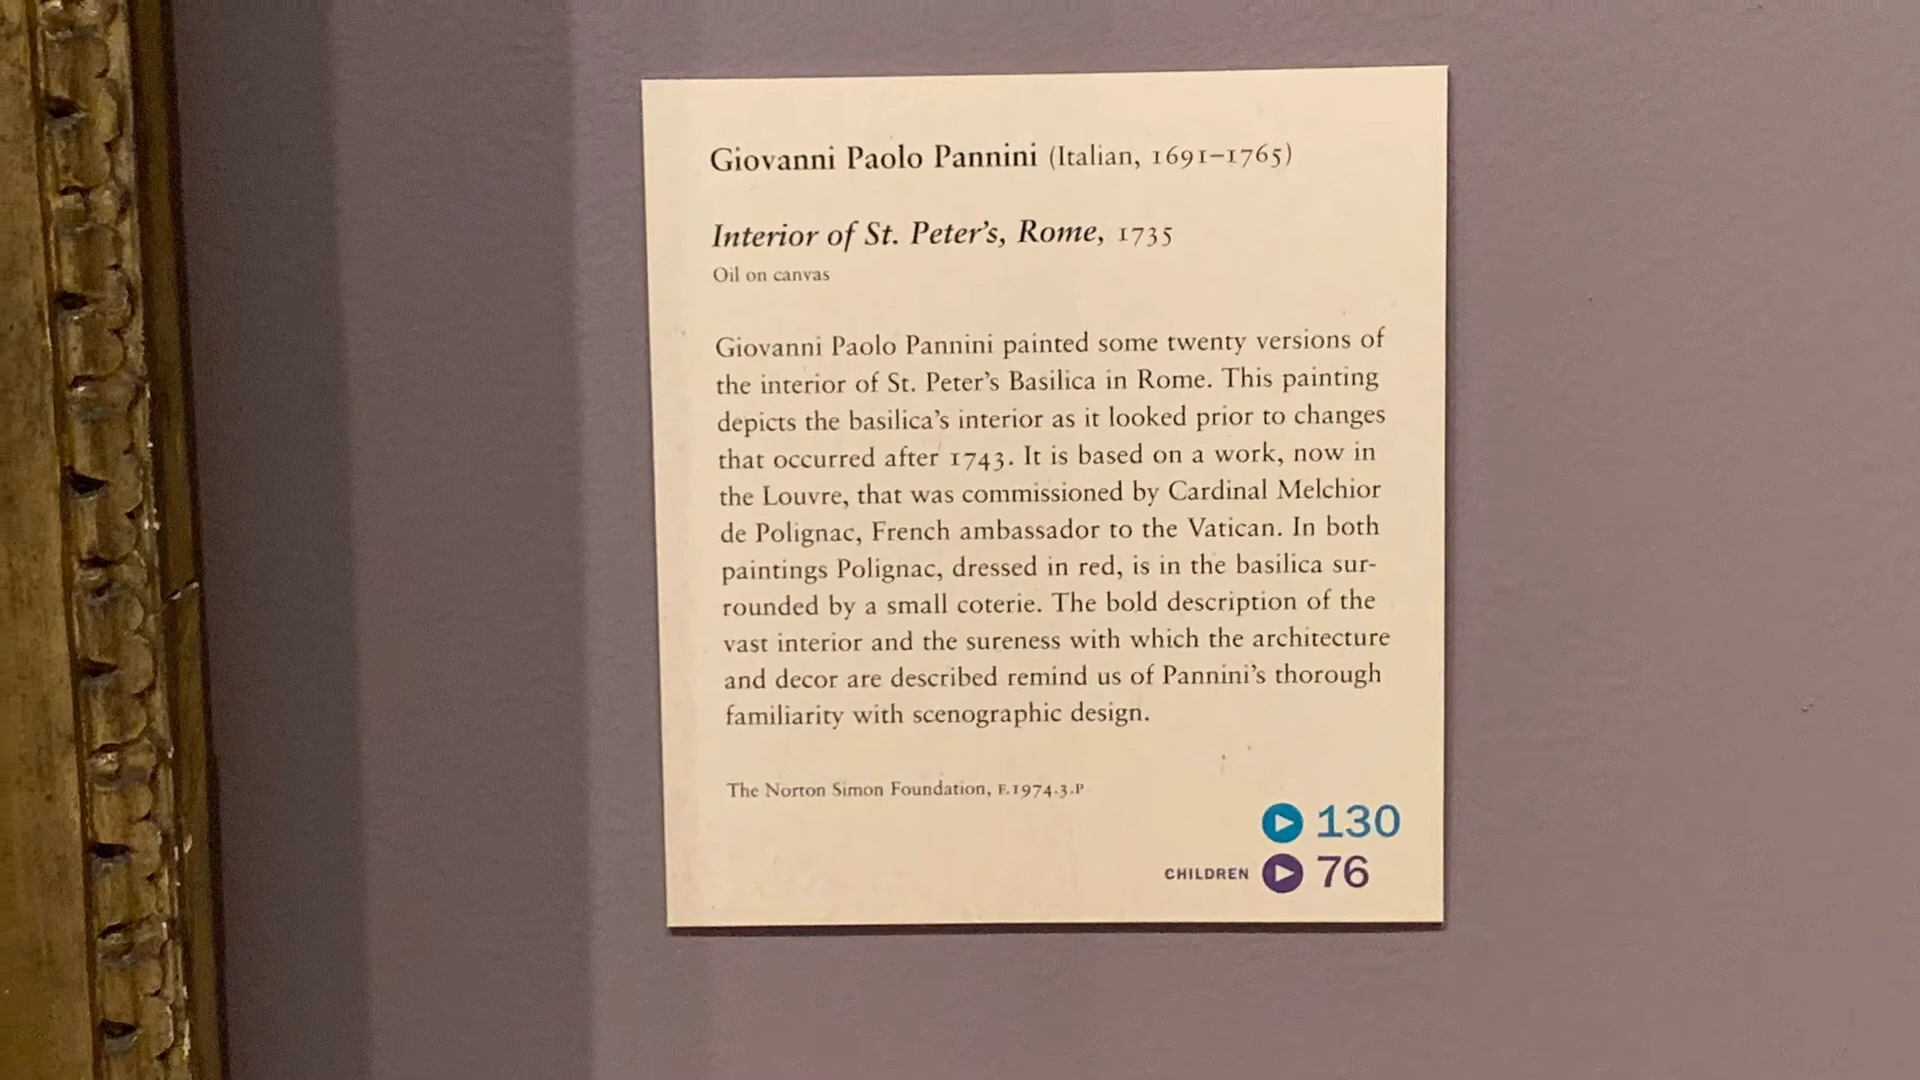 Giovanni Paolo Pannini (Italian, 1691–1765)
Interior of St. Peter's, Rome, 1735
Oil on canvas
Giovanni Paolo Pannini painted some twenty versions of
the interior of St. Peter's Basilica in Rome. This painting
depicts the basilica's interior as it looked prior to changes
that occurred after 1743. It is based on a work, now in
the Louvre, that was commissioned by Cardinal Melchior
de Polignac, French ambassador to the Vatican. In both
paintings Polignac, dressed in red, is in the basilica sur-
rounded by a small coterie. The bold description of the
vast interior and the sureness with which the architecture
and decor are described remind us of Pannini's thorough
familiarity with scenographic design.
The Norton Simon Foundation, F.1974.3.P
130
CHILDREN 76